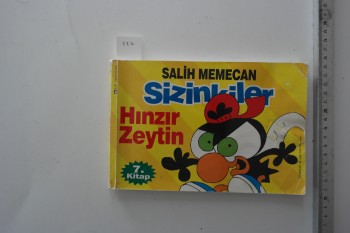 SALİH MEMECAN
Sizinkiler
Hınzır
Zeytin
7.
Kitap